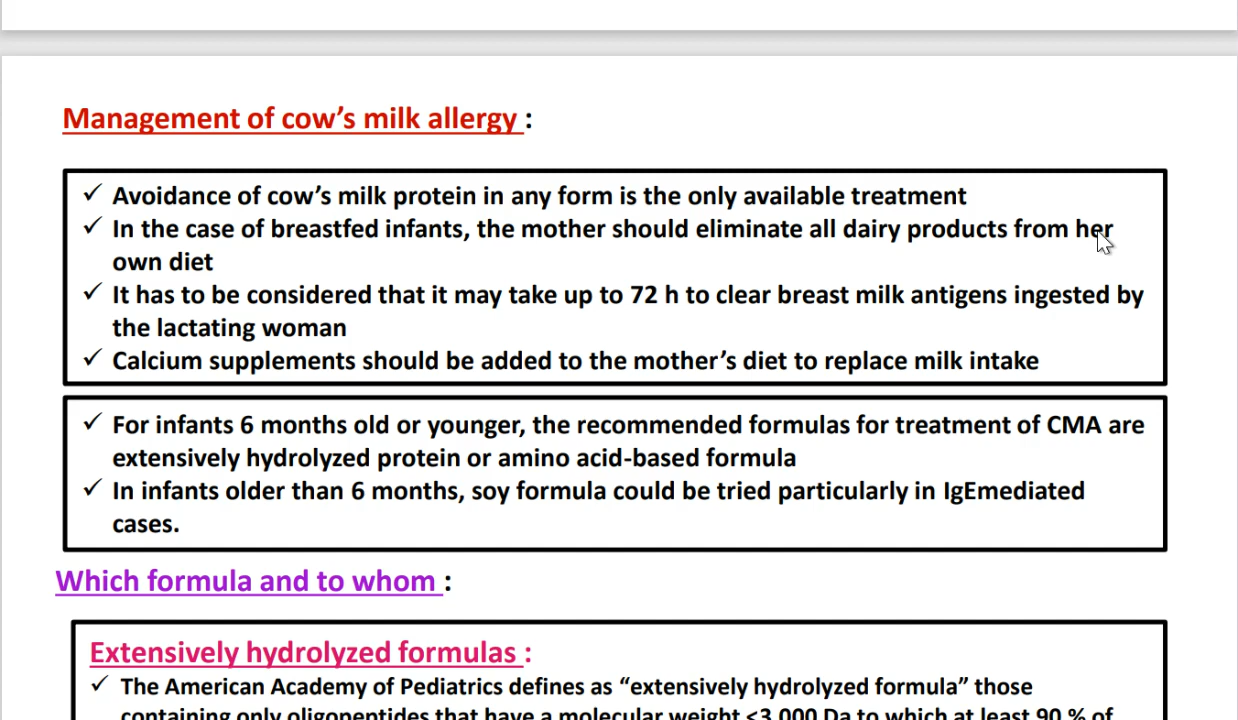 Management of cow's milk allergy :
✓ Avoidance of cow's milk protein in any form is the only available treatment
✓ In the case of breastfed infants, the mother should eliminate all dairy products from her
own diet
✓ It has to be considered that it may take up to 72 h to clear breast milk antigens ingested by
the lactating woman
✓ Calcium supplements should be added to the mother's diet to replace milk intake
✓ For infants 6 months old or younger, the recommended formulas for treatment of CMA are
extensively hydrolyzed protein or amino acid-based formula
✓ In infants older than 6 months, soy formula could be tried particularly in IgEmediated
cases.
Which formula and to whom :
Extensively hydrolyzed formulas :
✓ The American Academy of Pediatrics defines as “extensively hydrolyzed formula” those
containing only oligopeptides that have a molecular weight <3,000 Da to which at least 90 % of